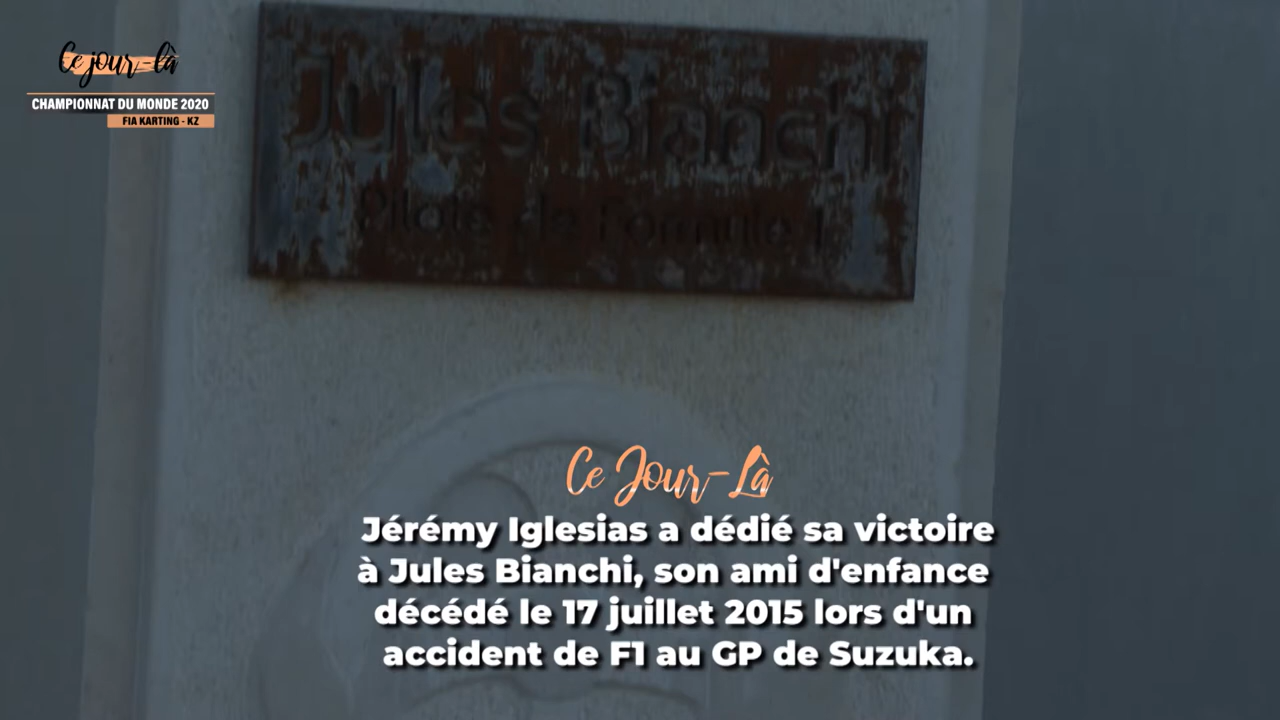 Ce jour-là
CHAMPIONNAT DU MONDE 2020
FIA KARTING - KZ
Jules Bianchi
Pilote de Formule 1
Ce Jour-Là
Jérémy Iglesias a dédié sa victoire
à Jules Bianchi, son ami d'enfance
décédé le 17 juillet 2015 lors d'un
accident de F1 au GP de Suzuka.